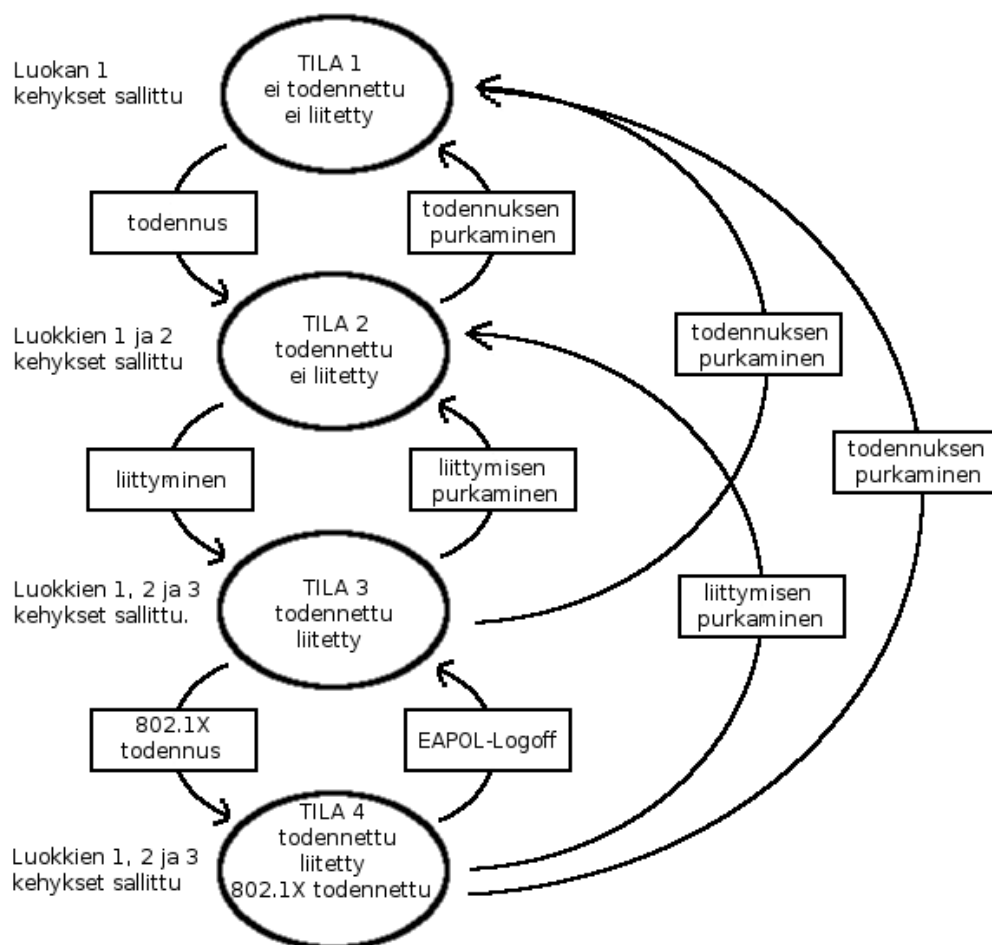 TILA 1
ei todennettu
ei liitetty
Luokan 1
kehykset sallittu
todennus
todennuksen
purkaminen
TILA 2
todennettu
ei liitetty
Luokkien 1 ja 2
kehykset sallittu
todennuksen
purkaminen
liittyminen
liittymisen
purkaminen
todennuksen
purkaminen
TILA 3
todennettu
liitetty
Luokkien 1, 2 ja 3
kehykset sallittu.
liittymisen
purkaminen
802.1X
todennus
EAPOL-Logoff
TILA 4
todennettu
liitetty
802.1X todennettu
Luokkien 1, 2 ja 3
kehykset sallittu